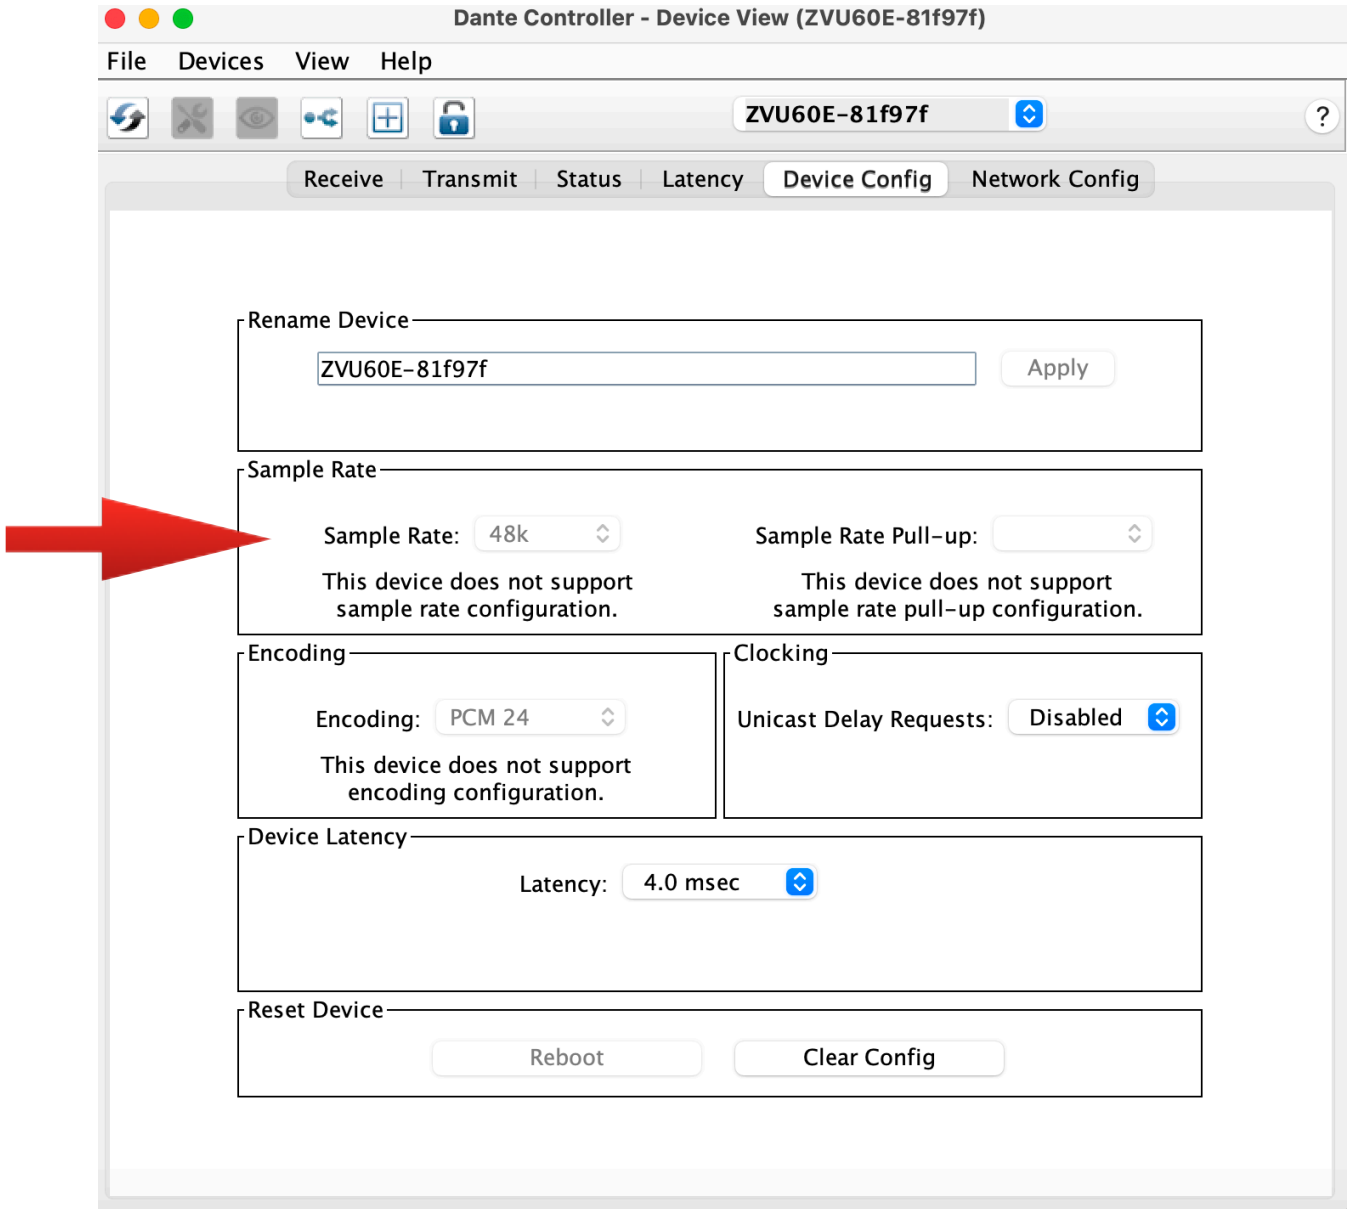 Dante Controller - Device View (ZVU60E-81f97f)
File Devices View Help
ZVU60E-81f97f
?
Receive Transmit Status Latency Device Config Network Config
Rename Device
ZVU60E-81f97f Apply
Sample Rate
Sample Rate: 48k Sample Rate Pull-up:
This device does not support This device does not support
sample rate configuration. sample rate pull-up configuration.
Encoding Clocking
Encoding: PCM 24 Unicast Delay Requests: Disabled
This device does not support
encoding configuration.
Device Latency
Latency: 4.0 msec
Reset Device
Reboot Clear Config